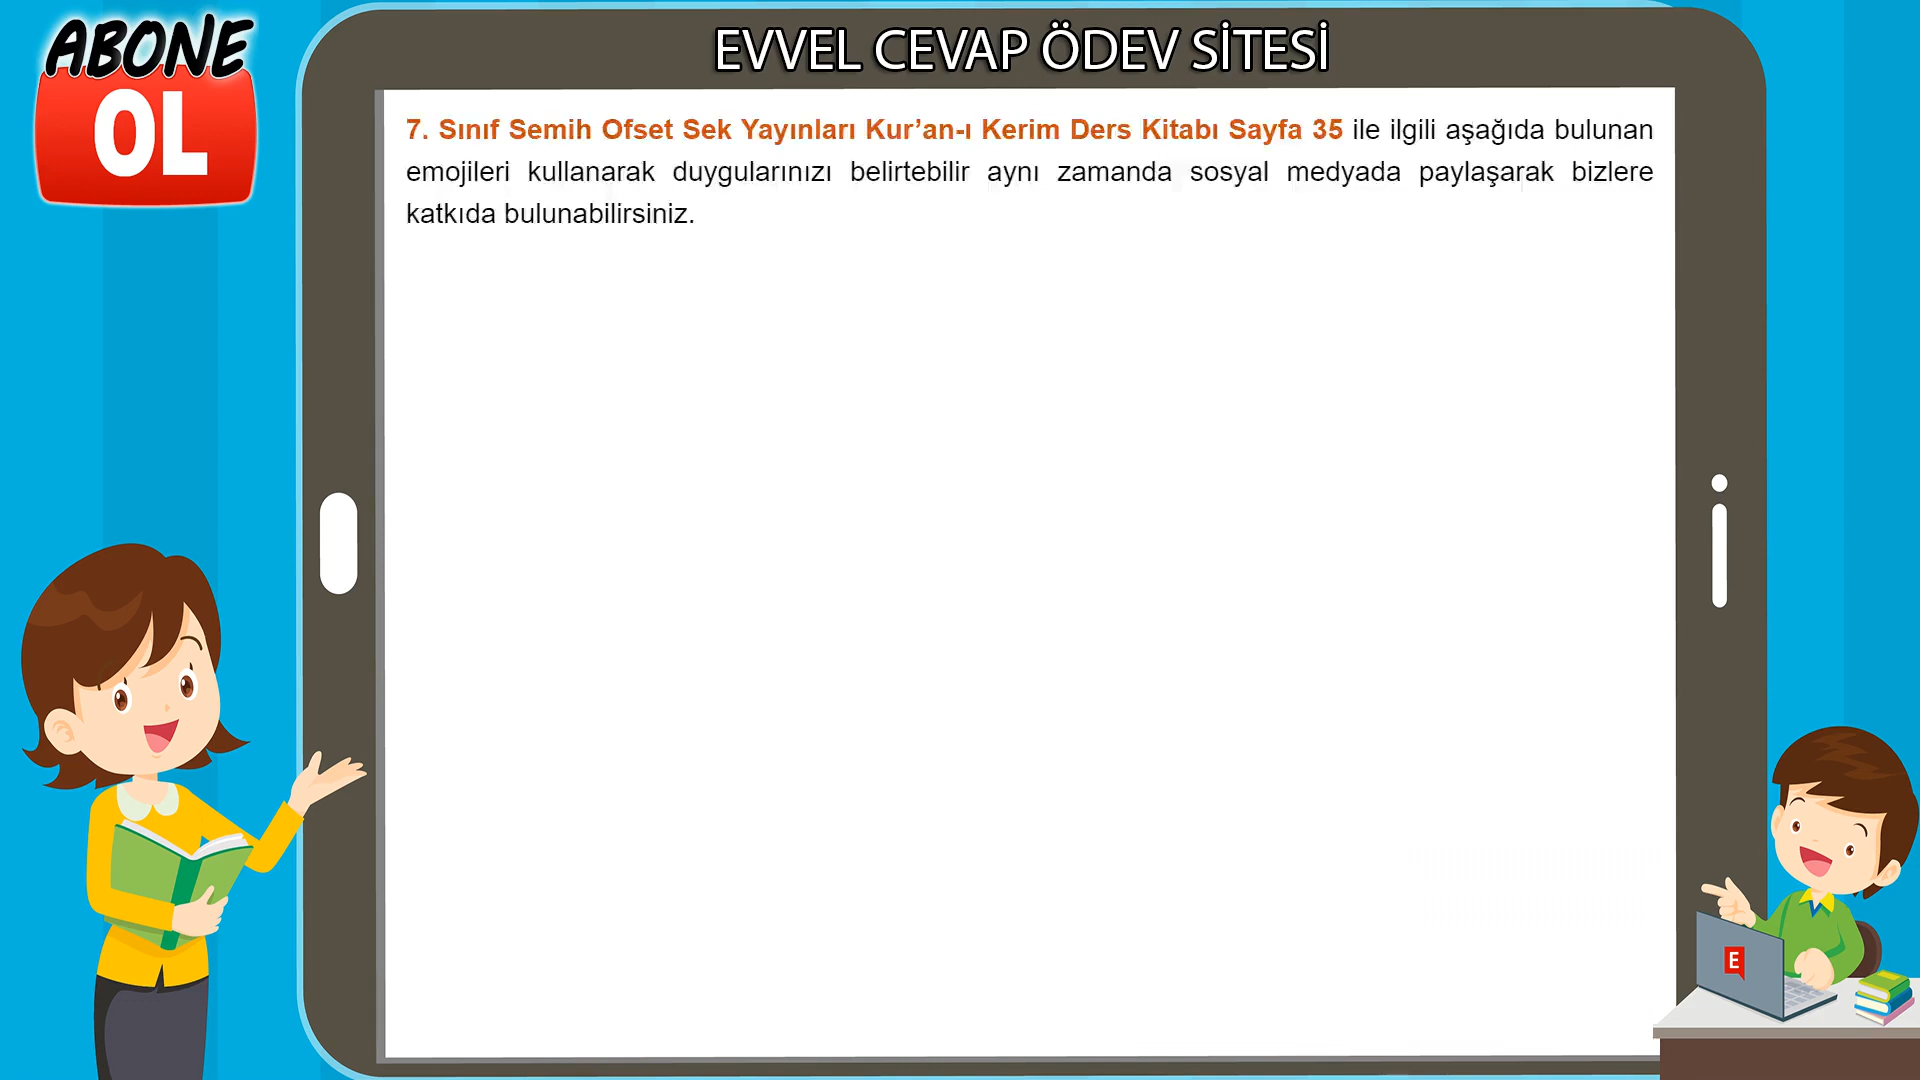 ABONE
OL
EVVEL CEVAP ÖDEV SİTESİ
7. Sınıf Semih Ofset Sek Yayınları Kur’an-ı Kerim Ders Kitabı Sayfa 35 ile ilgili aşağıda bulunan
emojileri kullanarak duygularınızı belirtebilir aynı zamanda sosyal medyada paylaşarak bizlere
katkıda bulunabilirsiniz.
E